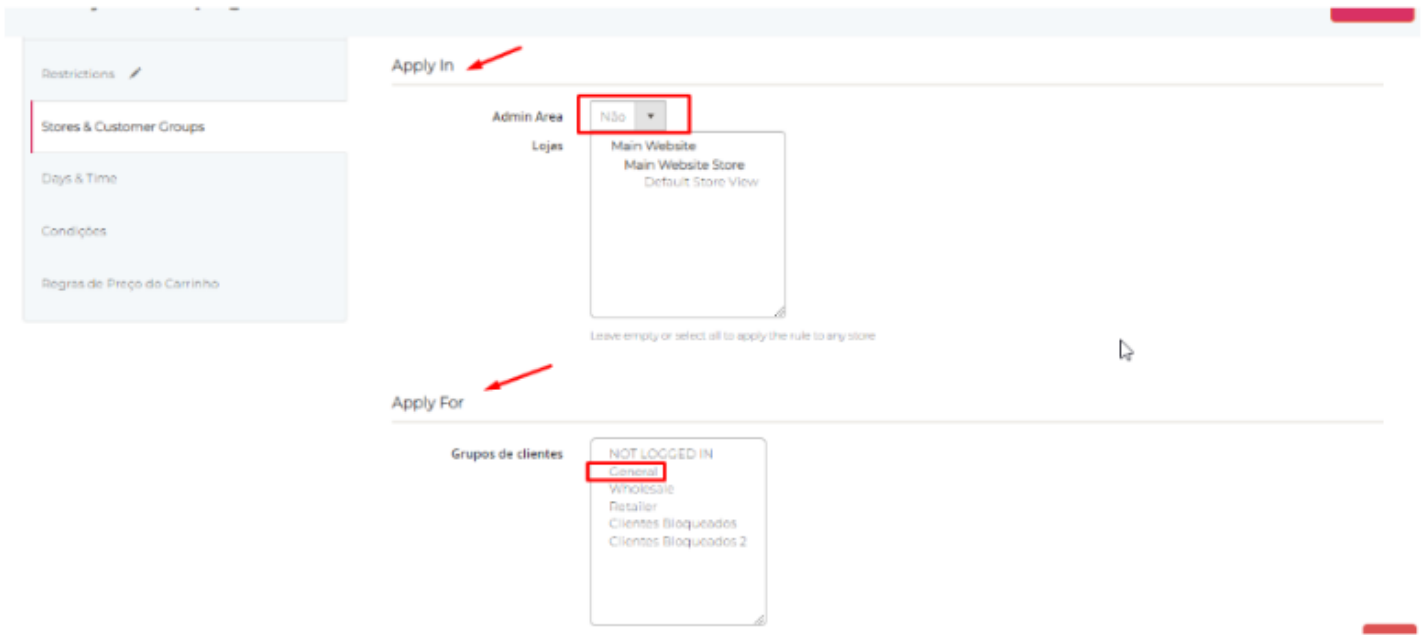 Restrictions
Stores & Customer Groups
Days & Time
Condições
Regras de Preço do Carrinho
Apply In
Admin Area
Não
Lojas
Main Website
Main Website Store
Default Store View
Leave empty or select all to apply the rule to any store
Apply For
Grupos de clientes
NOT LOGGED IN
General
Wholesale
Retailer
Clientes Bloqueados
Clientes Bloqueados 2